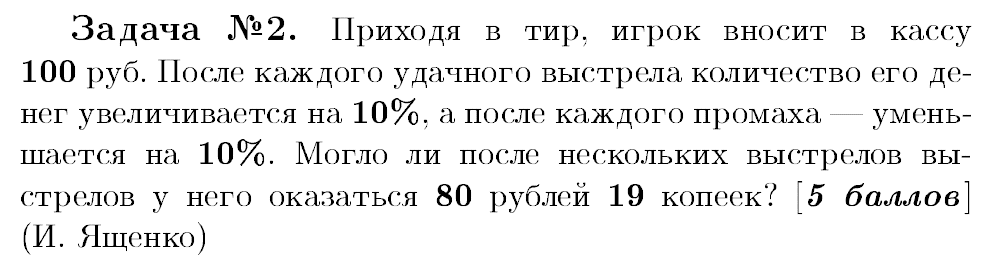 Задача №2. Приходя в тир, игрок вносит в кассу
100 руб. После каждого удачного выстрела количество его де-
нег увеличивается на 10%, а после каждого промаха — умень-
шается на 10%. Могло ли после нескольких выстрелов вы-
стрелов у него оказаться 80 рублей 19 копеек? [5 баллов]
(И. Ященко)